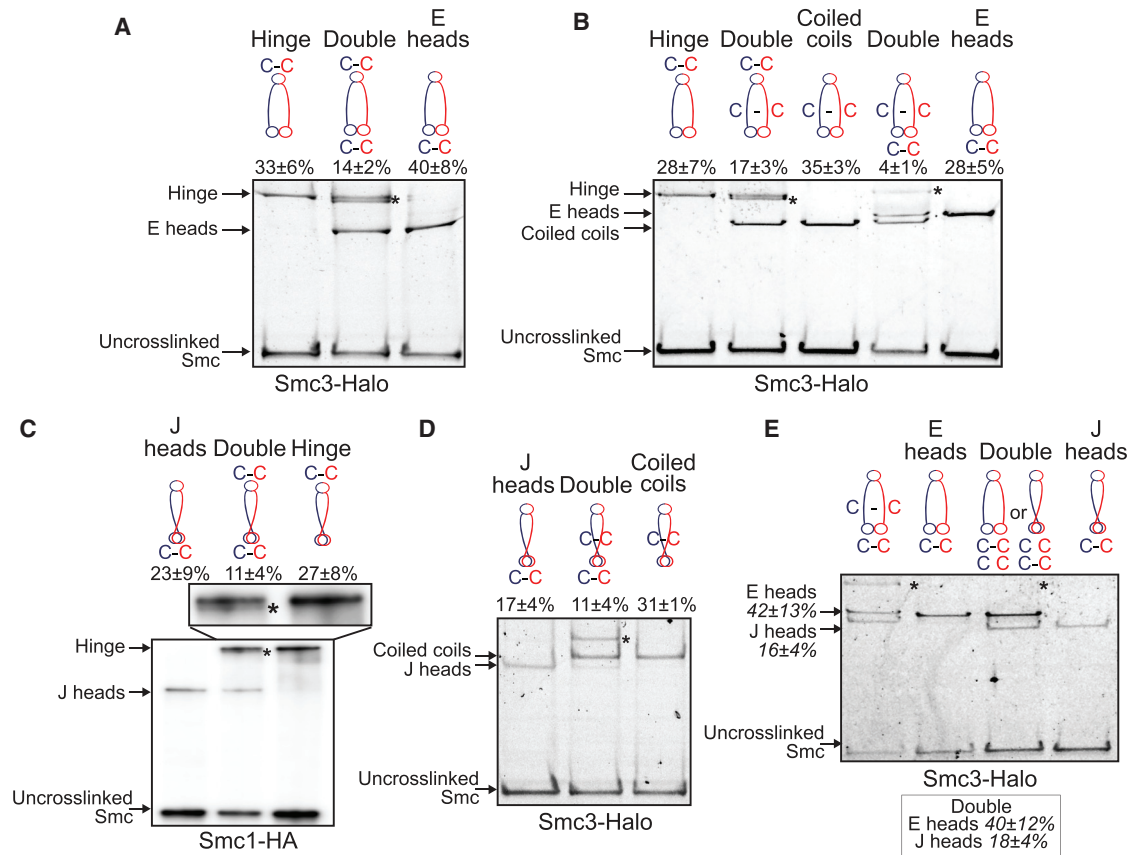 A
Hinge Double E heads
C-C C-C
C-C C-C
33±6% 14±2% 40±8%
Hinge
*
E heads
Uncrosslinked
Smc
Smc3-Halo
B
Hinge Double Coiled coils Double E heads
C-C C-C
C - C C - C C - C
C-C C-C
28±7% 17±3% 35±3% 4±1% 28±5%
Hinge
* *
E heads
Coiled coils
Uncrosslinked
Smc
Smc3-Halo
C
J heads Double Hinge
C-C C-C
C-C C-C
23±9% 11±4% 27±8%
*
Hinge
*
J heads
Uncrosslinked
Smc
Smc1-HA
D
J heads Double Coiled coils
C-C C-C
C-C C-C
17±4% 11±4% 31±1%
*
Coiled coils
J heads
Uncrosslinked
Smc
Smc3-Halo
E
E heads Double J heads
C - C
or
C C C C
C-C C-C C-C C-C C-C
* *
E heads
42±13%
J heads
16±4%
Uncrosslinked
Smc
Smc3-Halo
Double
E heads 40±12%
J heads 18±4%